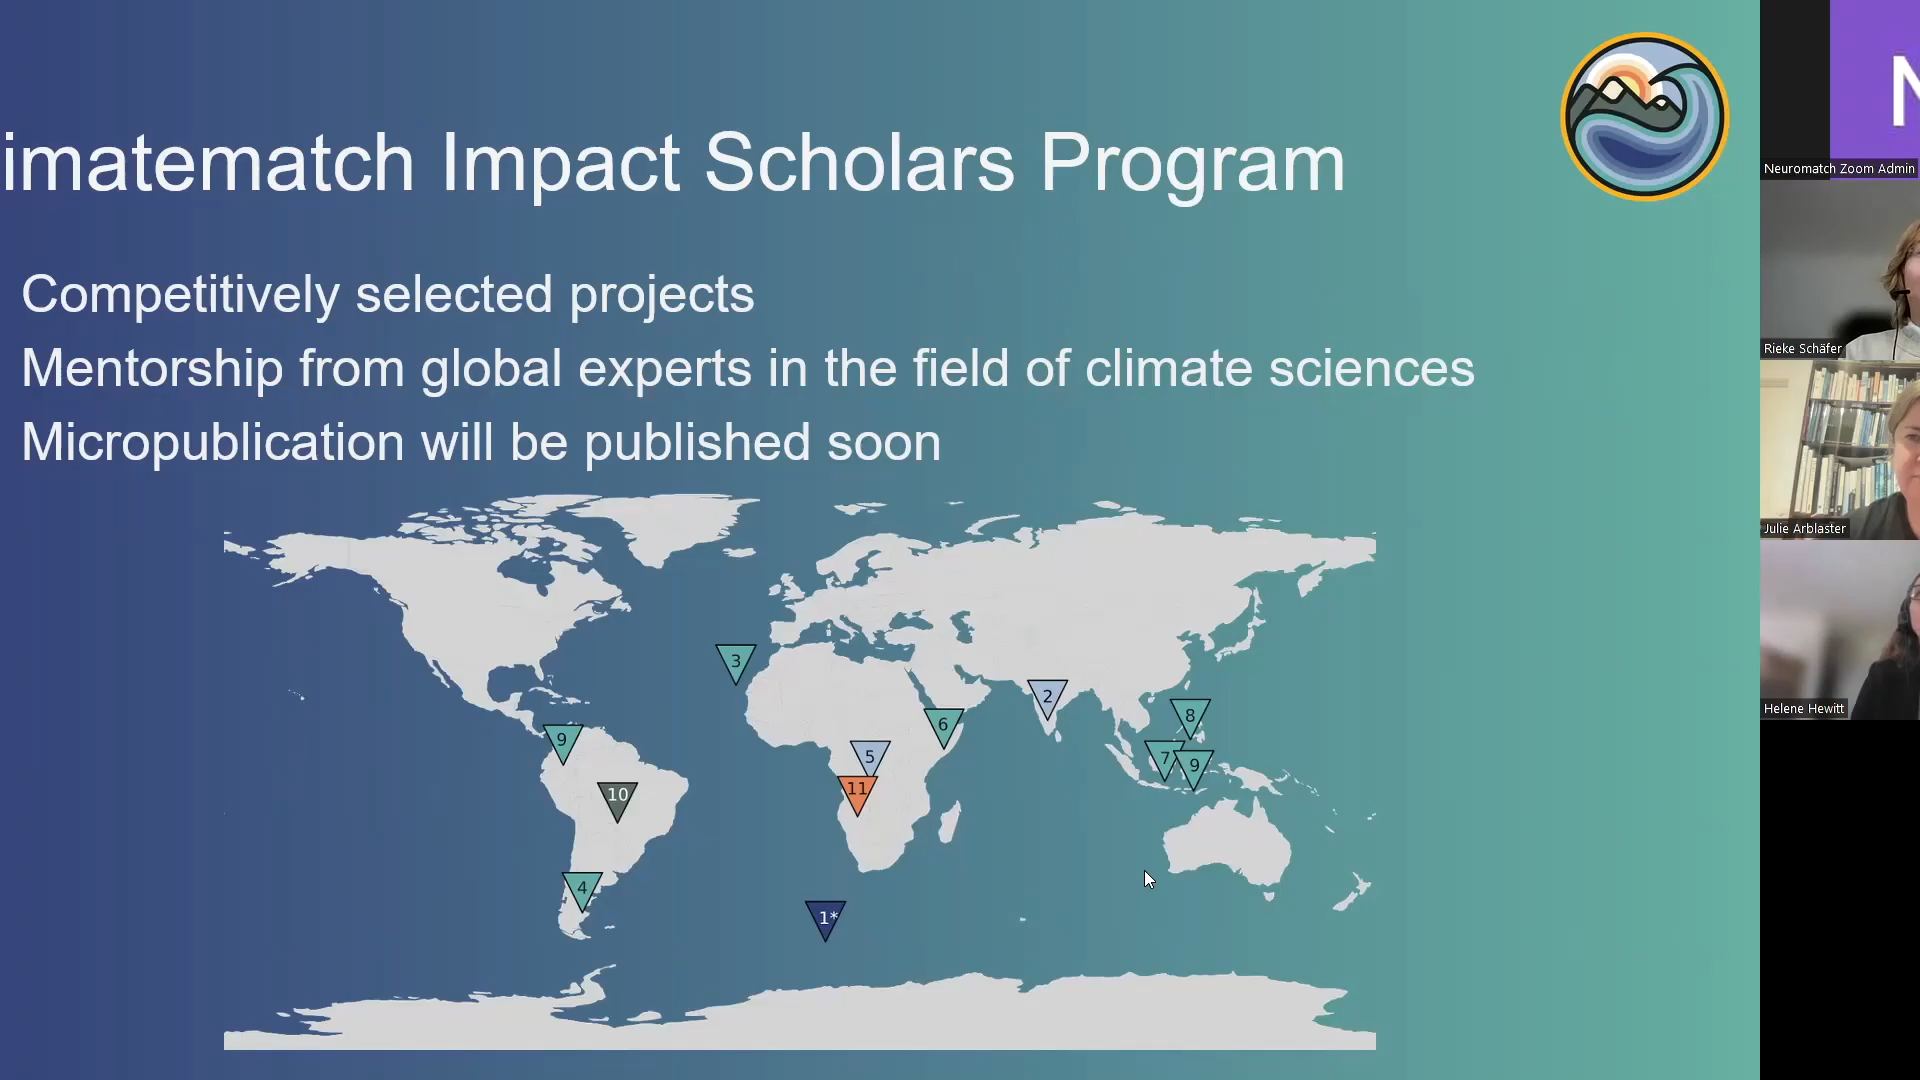 imatematch Impact Scholars Program
Competitively selected projects
Mentorship from global experts in the field of climate sciences
Micropublication will be published soon
3
2
6
8
9
5
7
9
11
10
4
1*
N
Neuromatch Zoom Admin
Rieke Schäfer
Julie Arblaster
Helene Hewitt